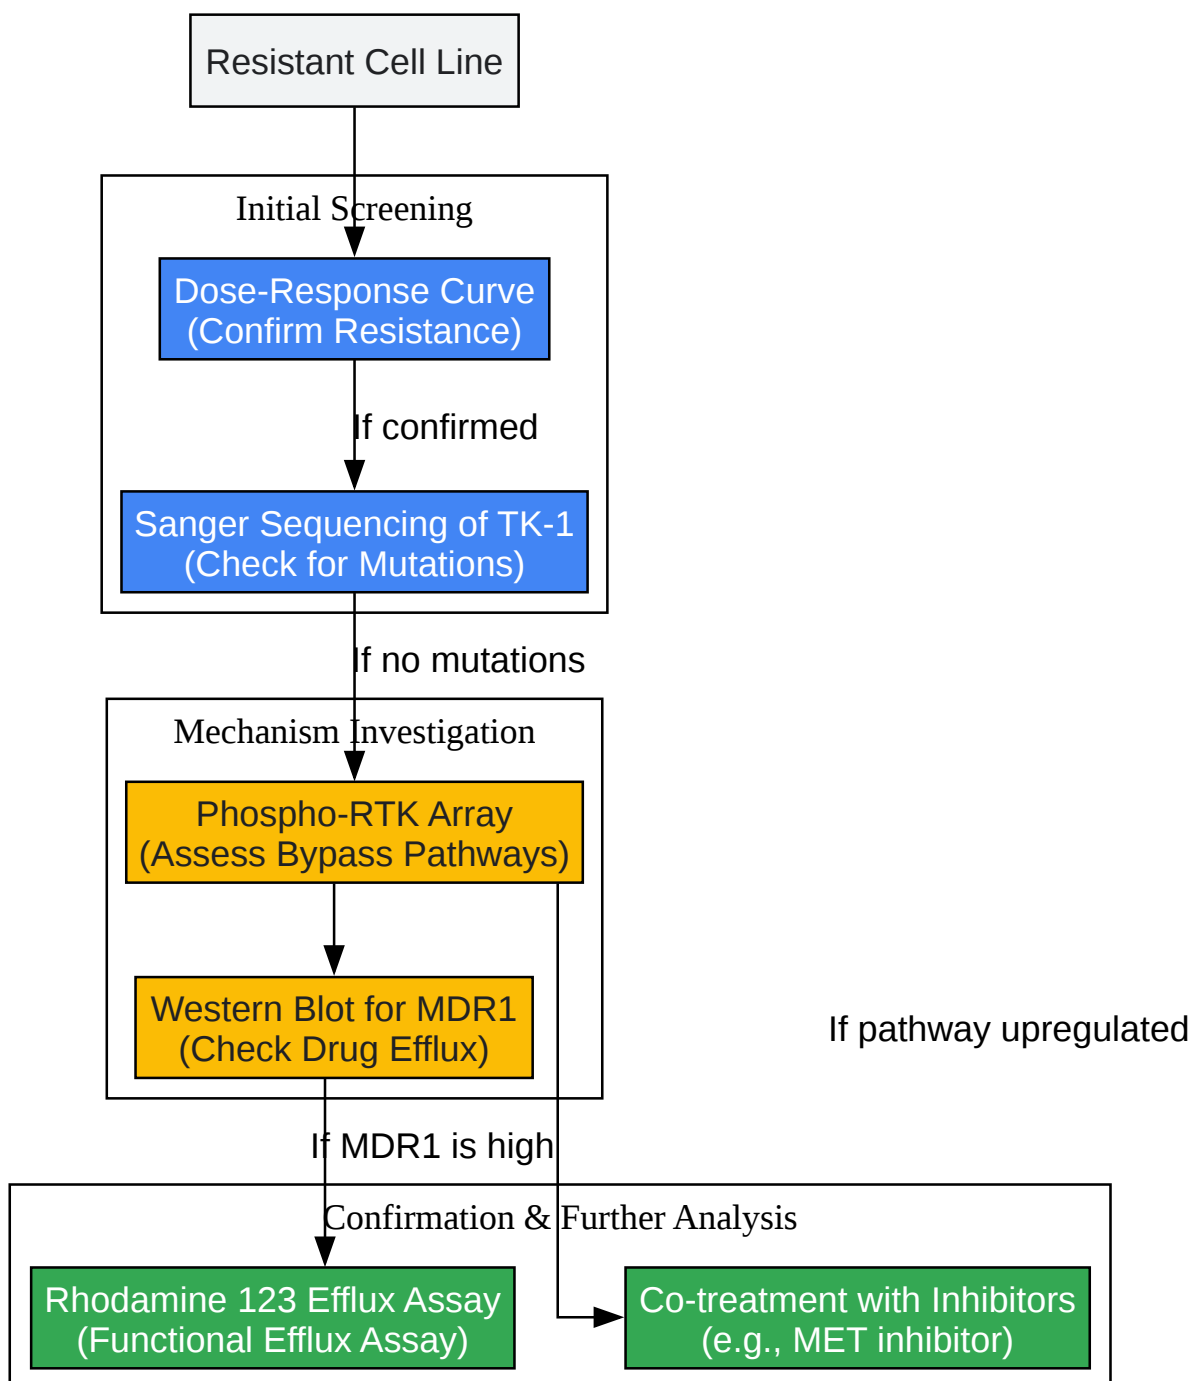 Resistant Cell Line
Initial Screening
Dose-Response Curve
(Confirm Resistance)
If confirmed
Sanger Sequencing of TK-1
(Check for Mutations)
If no mutations
Mechanism Investigation
Phospho-RTK Array
(Assess Bypass Pathways)
Western Blot for MDR1
(Check Drug Efflux)
If pathway upregulated
If MDR1 is high
Confirmation & Further Analysis
Rhodamine 123 Efflux Assay
(Functional Efflux Assay)
Co-treatment with Inhibitors
(e.g., MET inhibitor)